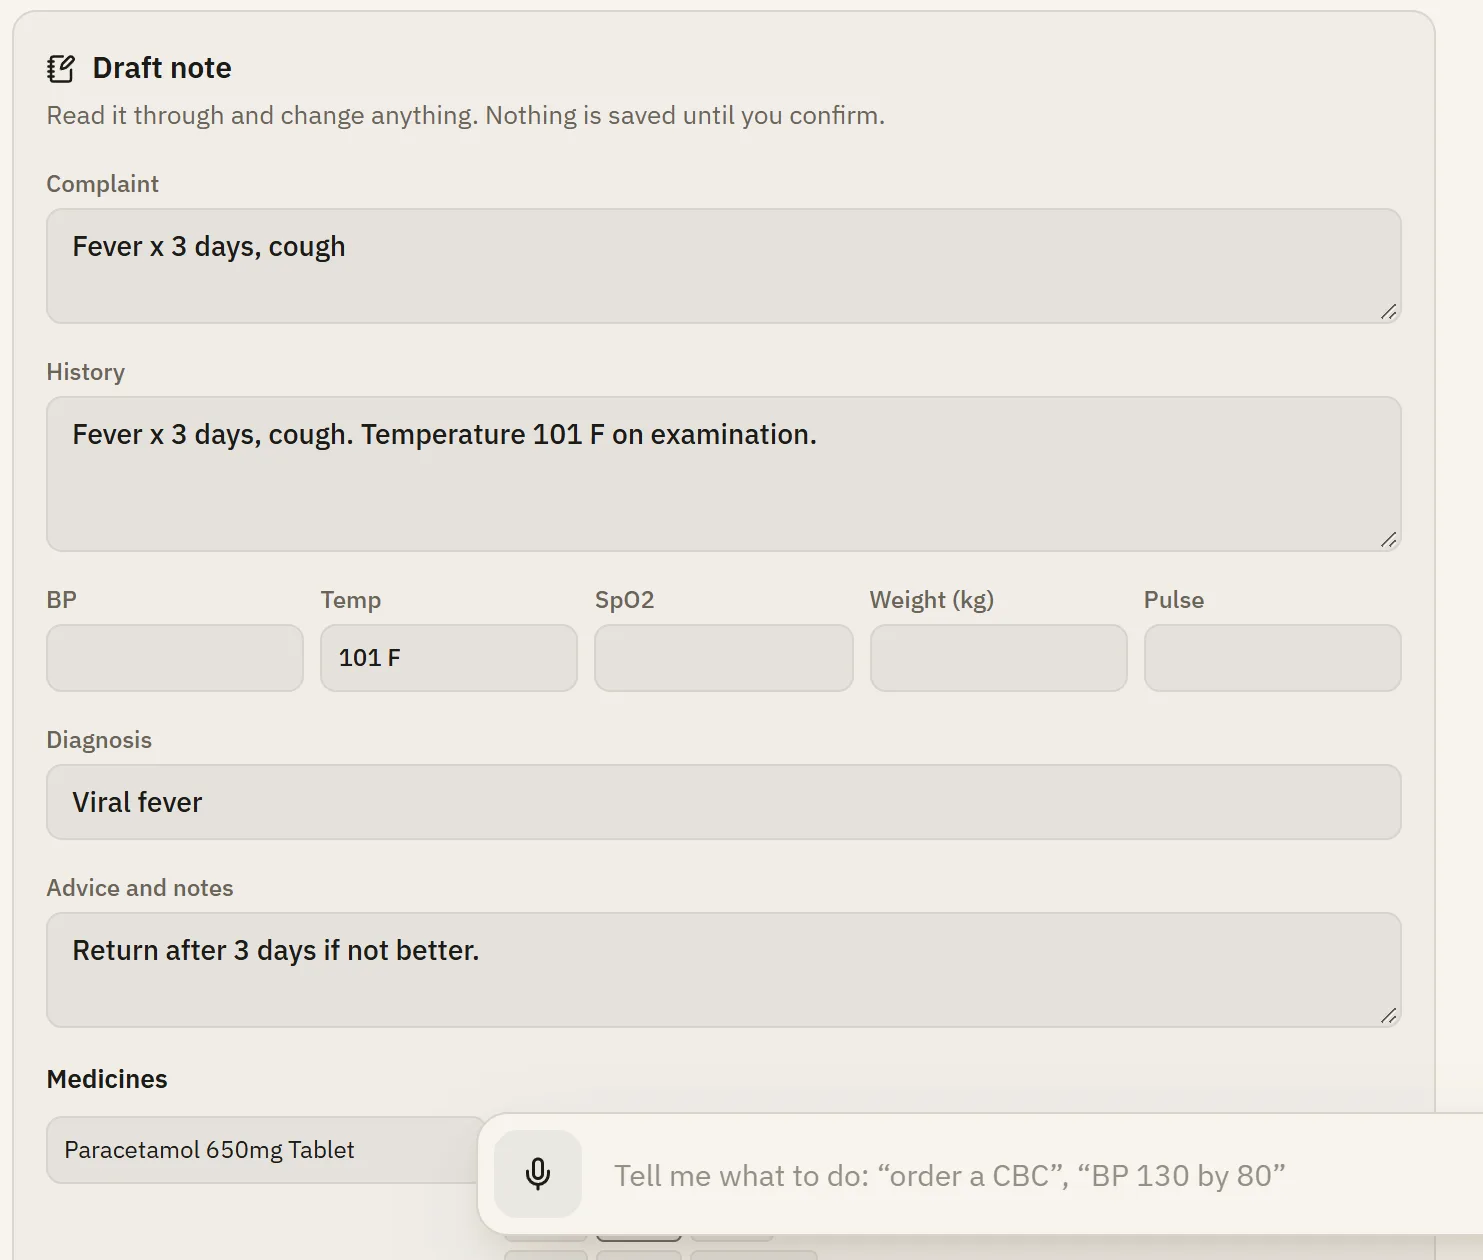 Draft note
Read it through and change anything. Nothing is saved until you confirm.
Complaint
Fever x 3 days, cough
History
Fever x 3 days, cough. Temperature 101 F on examination.
BP Temp SpO2 Weight (kg) Pulse
101 F
Diagnosis
Viral fever
Advice and notes
Return after 3 days if not better.
Medicines
Paracetamol 650mg Tablet
Tell me what to do: “order a CBC”, “BP 130 by 80”